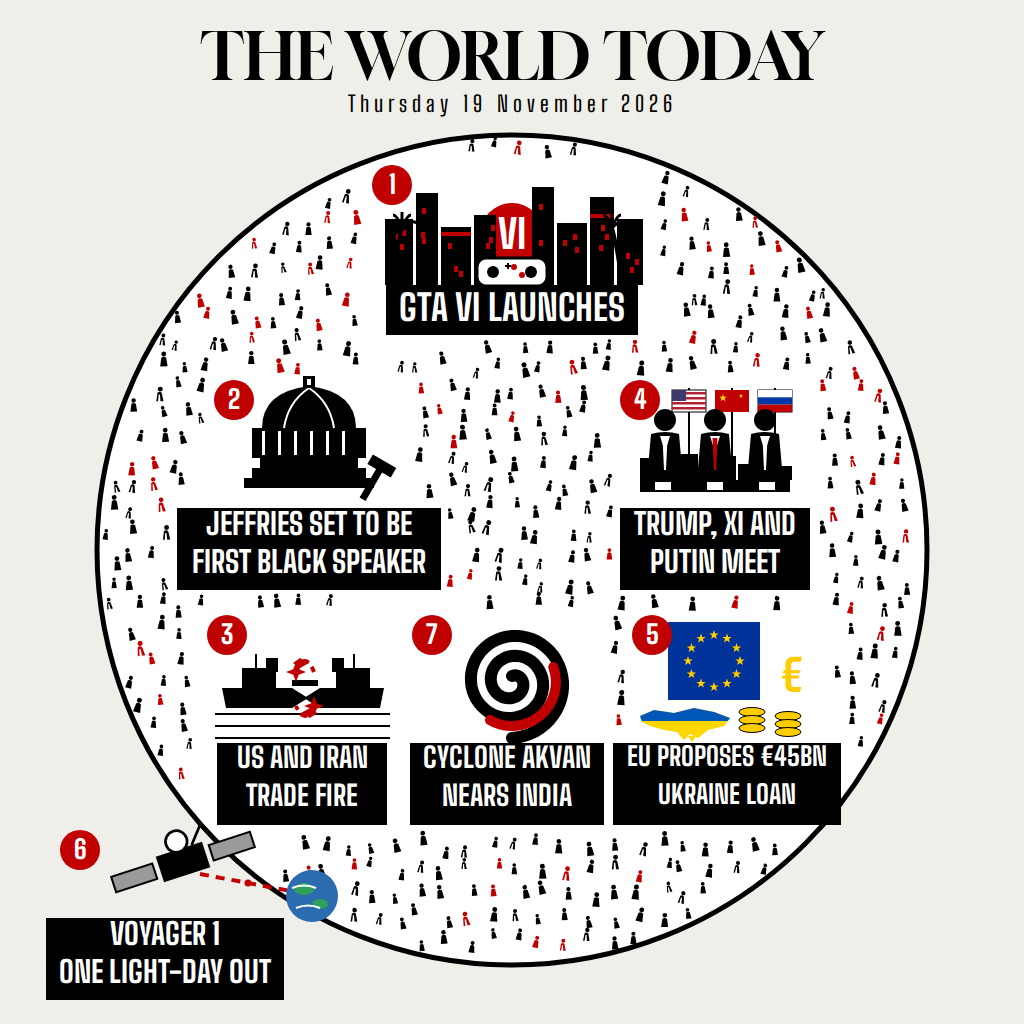 THE WORLD TODAY
Thursday 19 November 2026
1
VI
GTA VI LAUNCHES
2
JEFFRIES SET TO BE
FIRST BLACK SPEAKER
4
TRUMP, XI AND
PUTIN MEET
3
US AND IRAN
TRADE FIRE
7
CYCLONE AKVAN
NEARS INDIA
5
€
EU PROPOSES €45BN
UKRAINE LOAN
6
VOYAGER 1
ONE LIGHT-DAY OUT